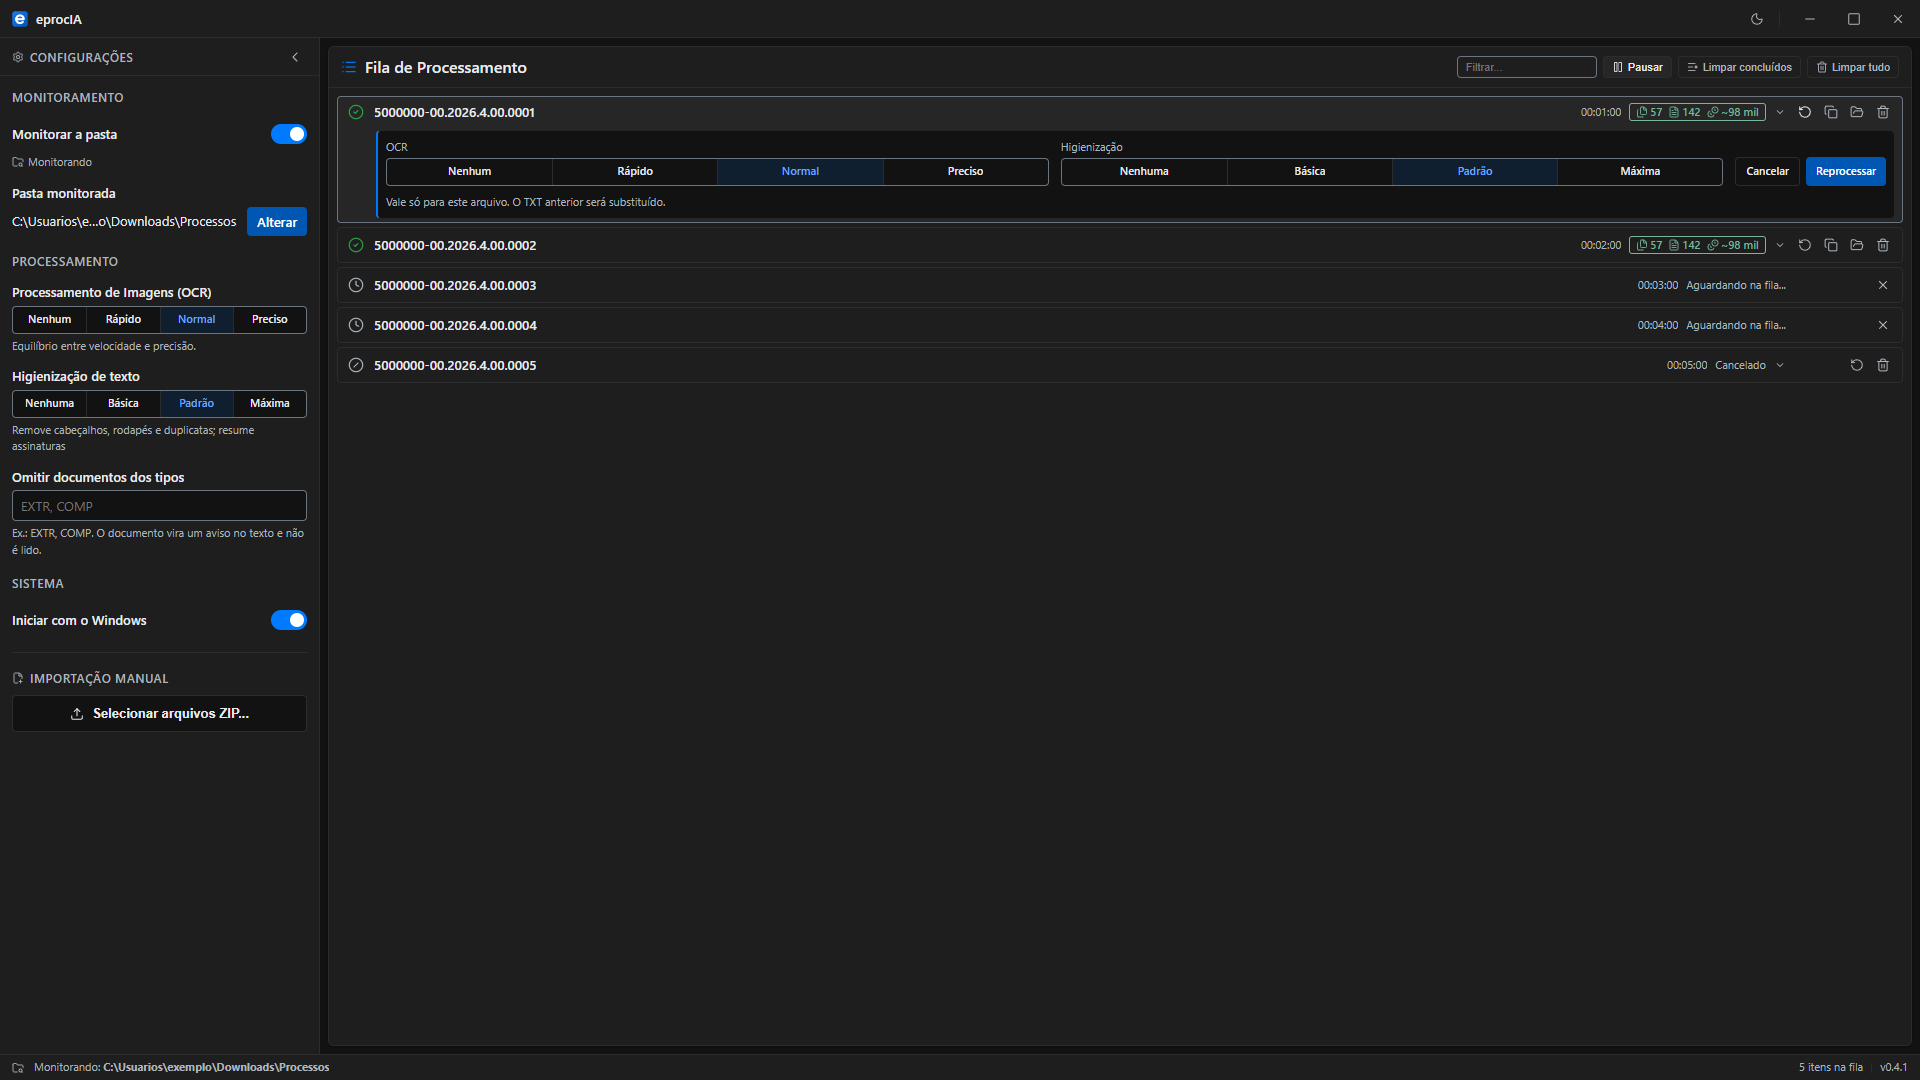 eprocIA
CONFIGURAÇÕES
MONITORAMENTO
Monitorar a pasta
Monitorando
Pasta monitorada
C:\Usuarios\e...o\Downloads\Processos
Alterar
PROCESSAMENTO
Processamento de Imagens (OCR)
Nenhum Rápido Normal Preciso
Equilíbrio entre velocidade e precisão.
Higienização de texto
Nenhuma Básica Padrão Máxima
Remove cabeçalhos, rodapés e duplicatas; resume
assinaturas
Omitir documentos dos tipos
EXTR, COMP
Ex.: EXTR, COMP. O documento vira um aviso no texto e não
é lido.
SISTEMA
Iniciar com o Windows
IMPORTAÇÃO MANUAL
Selecionar arquivos ZIP...
Fila de Processamento
Filtrar... Pausar Limpar concluídos Limpar tudo
5000000-00.2026.4.00.0001 00:01:00 57 142 ~98 mil
OCR Higienização
Nenhum Rápido Normal Preciso Nenhuma Básica Padrão Máxima Cancelar Reprocessar
Vale só para este arquivo. O TXT anterior será substituído.
5000000-00.2026.4.00.0002 00:02:00 57 142 ~98 mil
5000000-00.2026.4.00.0003 00:03:00 Aguardando na fila...
5000000-00.2026.4.00.0004 00:04:00 Aguardando na fila...
5000000-00.2026.4.00.0005 00:05:00 Cancelado
Monitorando: C:\Usuarios\exemplo\Downloads\Processos
5 itens na fila v0.4.1